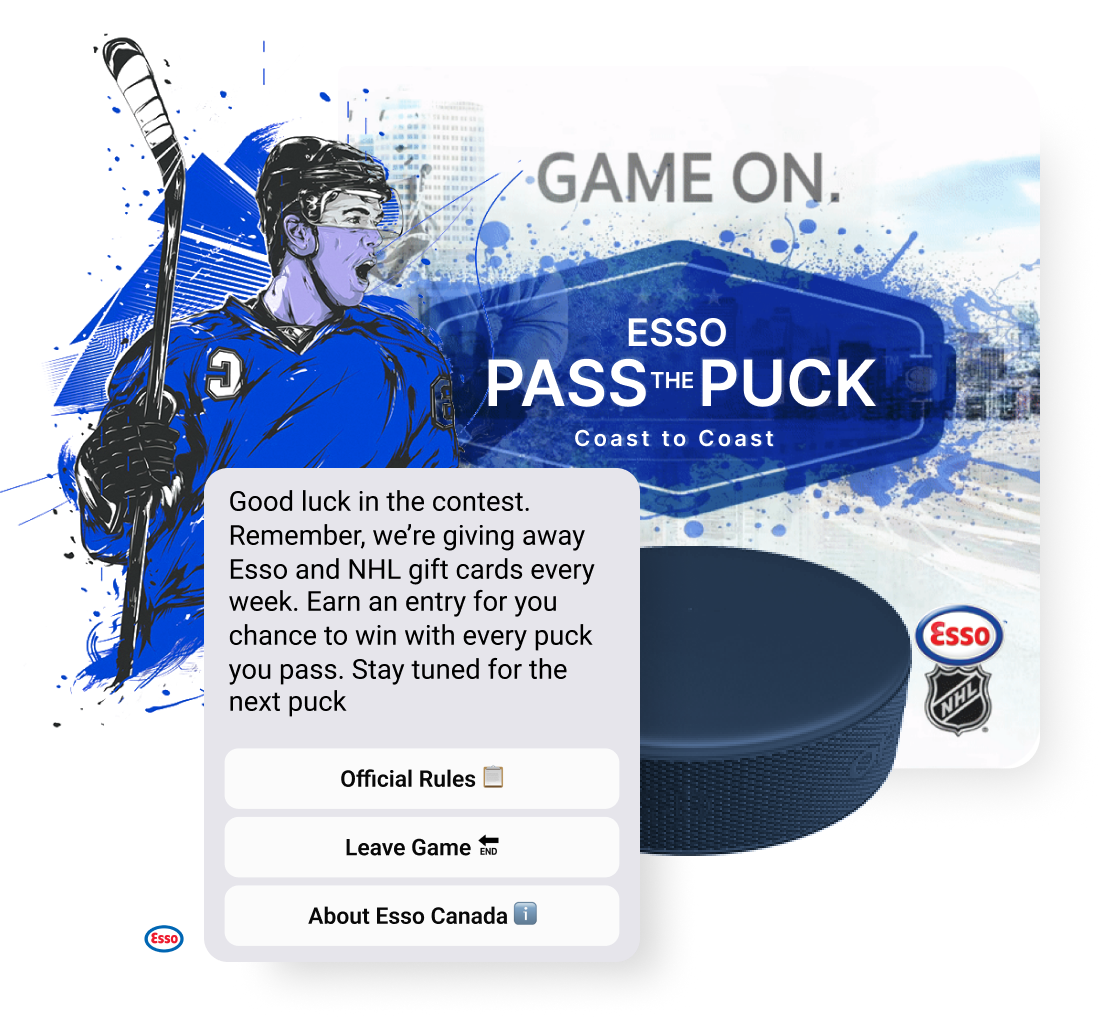 GAME ON.
ESSO
PASS THE PUCK
Coast to Coast
C
Good luck in the contest.
Remember, we’re giving away
Esso and NHL gift cards every
week. Earn an entry for you
chance to win with every puck
you pass. Stay tuned for the
next puck
Official Rules
Leave Game
END
About Esso Canada
Esso
NHL
Esso